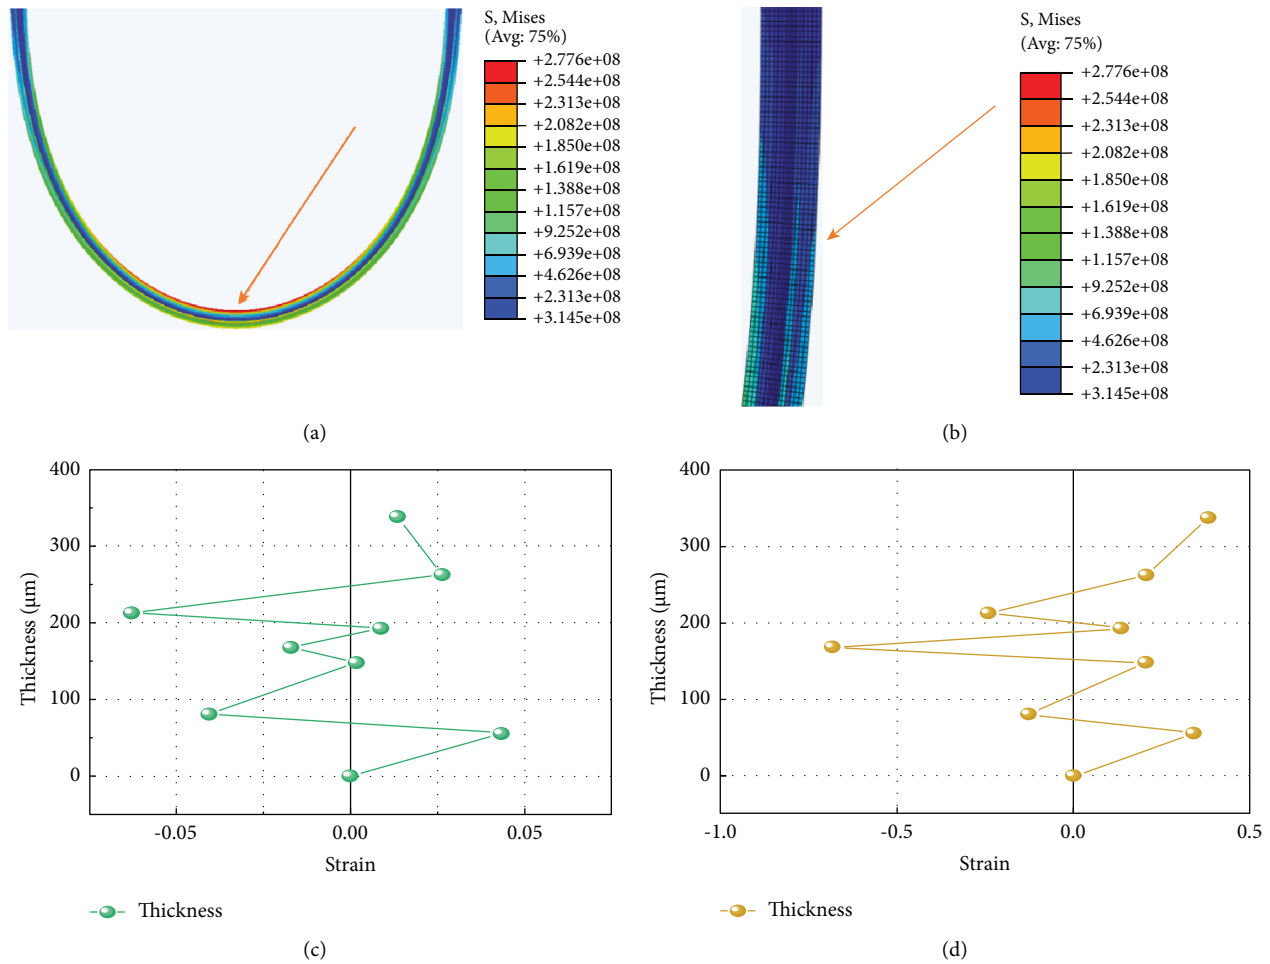 S, Mises
(Avg: 75%)
+2.776e+08
+2.544e+08
+2.313e+08
+2.082e+08
+1.850e+08
+1.619e+08
+1.388e+08
+1.157e+08
+9.252e+08
+6.939e+08
+4.626e+08
+2.313e+08
+3.145e+08
(a)
S, Mises
(Avg: 75%)
+2.776e+08
+2.544e+08
+2.313e+08
+2.082e+08
+1.850e+08
+1.619e+08
+1.388e+08
+1.157e+08
+9.252e+08
+6.939e+08
+4.626e+08
+2.313e+08
+3.145e+08
(b)
Thickness (μm)
400
300
200
100
0
-0.05 0.00 0.05
Strain
Thickness
(c)
Thickness (μm)
400
300
200
100
0
-1.0 -0.5 0.0 0.5
Strain
Thickness
(d)